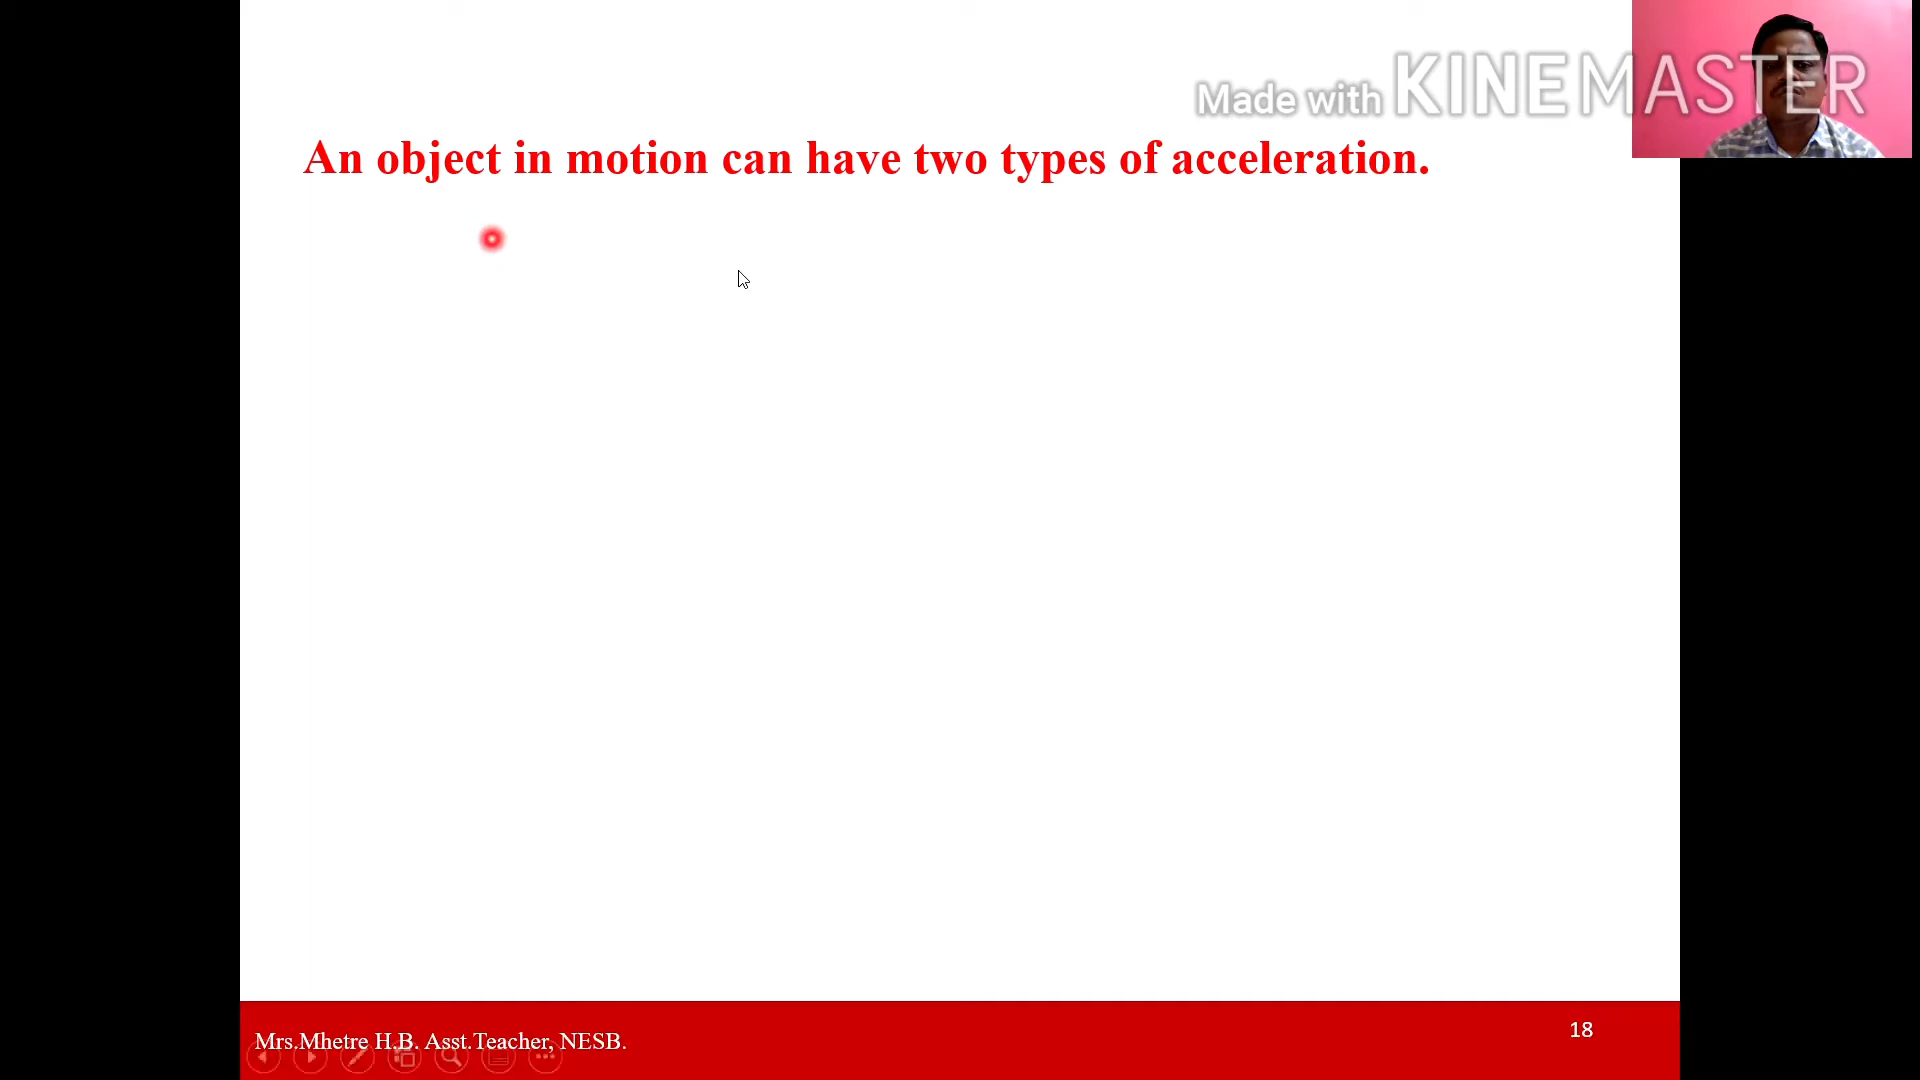 Made with KINEMASTER
An object in motion can have two types of acceleration.
Mrs.Mhetre H.B. Asst.Teacher, NESB.
18